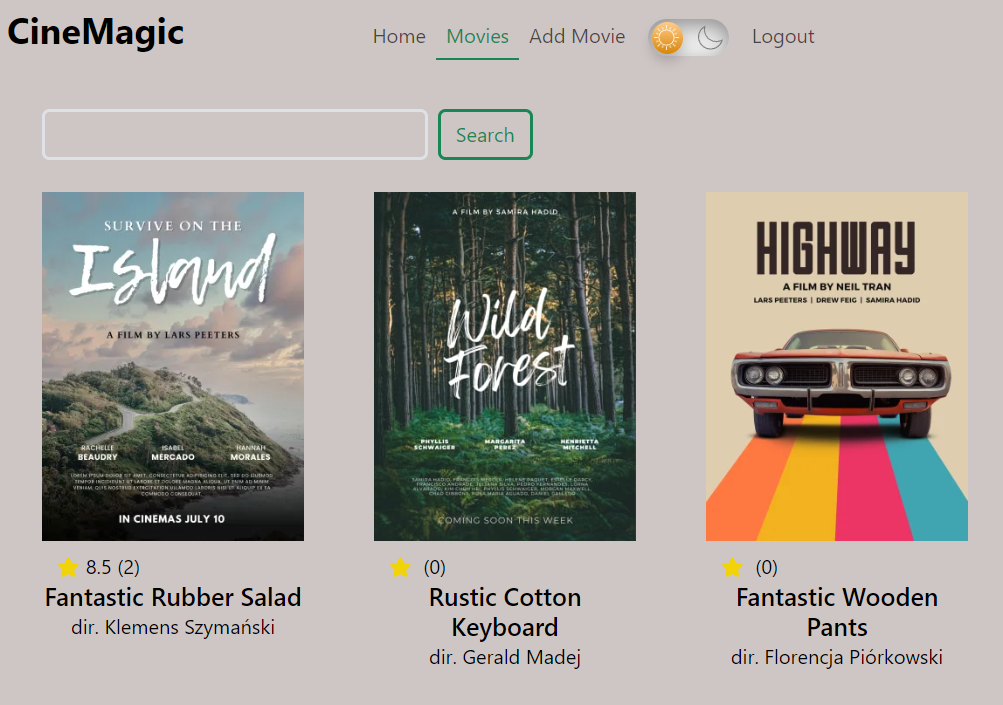 CineMagic
Home Movies Add Movie Logout
Search
SURVIVE ON THE
Island
A FILM BY LARS PEETERS
RACHELLE ISABEL HANNAH
BEAUDRY MERCADO MORALES
IN CINEMAS JULY 10
A FILM BY SAMIRA HADID
Wild
Forest
PHYLLIS MARGARITA HENRIETTA
SCHWAIGER PEREZ MITCHELL
COMING SOON THIS WEEK
HIGHWAY
A FILM BY NEIL TRAN
LARS PEETERS | DREW FEIG | SAMIRA HADID
8.5 (2)
Fantastic Rubber Salad
dir. Klemens Szymański
(0)
Rustic Cotton
Keyboard
dir. Gerald Madej
(0)
Fantastic Wooden
Pants
dir. Florencja Piórkowski